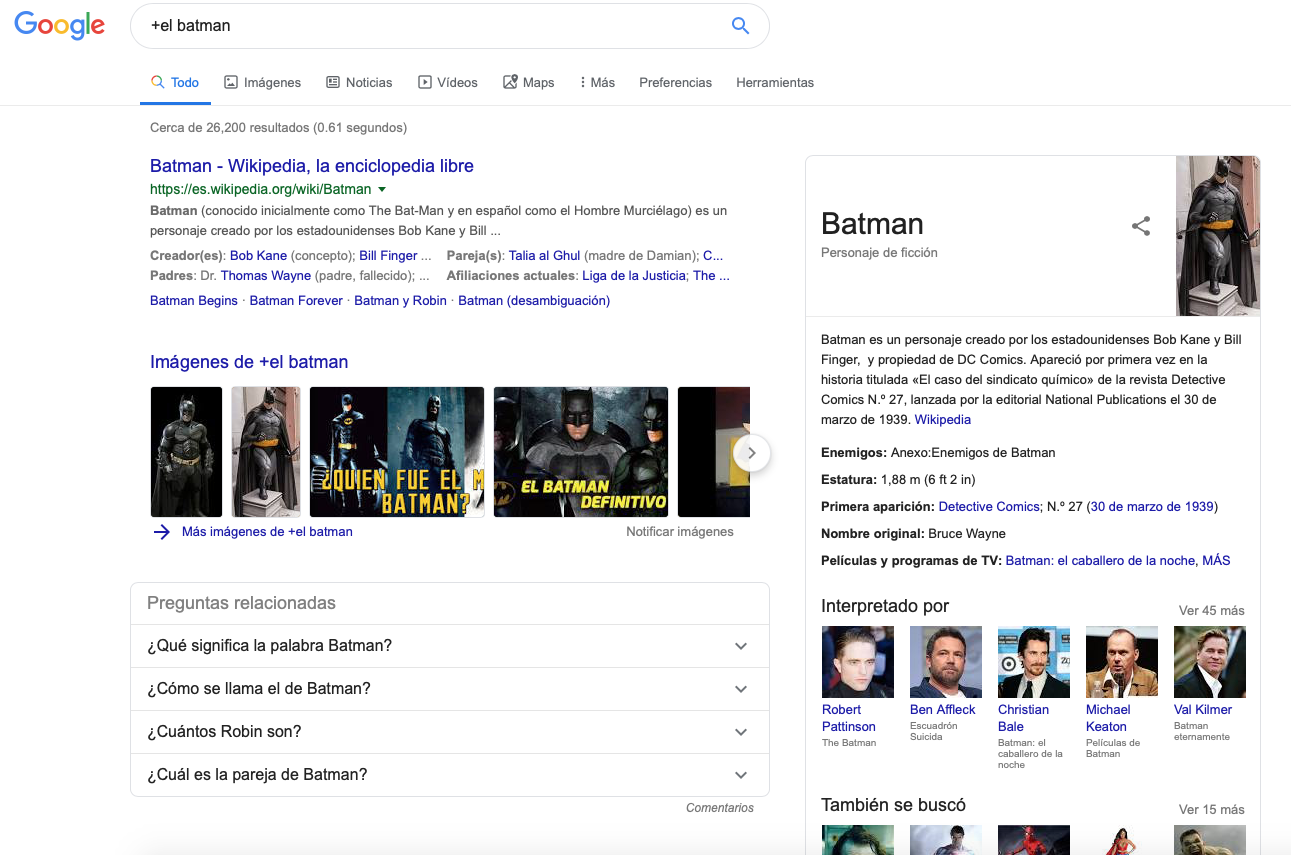 Google
+el batman
Todo
Imágenes
Noticias
Vídeos
Maps
Más
Preferencias
Herramientas
Cerca de 26,200 resultados (0.61 segundos)
Batman - Wikipedia, la enciclopedia libre
https://es.wikipedia.org/wiki/Batman
Batman (conocido inicialmente como The Bat-Man y en español como el Hombre Murciélago) es un
personaje creado por los estadounidenses Bob Kane y Bill ...
Creador(es): Bob Kane (concepto); Bill Finger ... Pareja(s): Talia al Ghul (madre de Damian); C...
Padres: Dr. Thomas Wayne (padre, fallecido); ... Afiliaciones actuales: Liga de la Justicia; The ...
Batman Begins · Batman Forever · Batman y Robin · Batman (desambiguación)
Imágenes de +el batman
¿QUIEN FUE EL M
BATMAN?
EL BATMAN
DEFINITIVO
Más imágenes de +el batman
Notificar imágenes
Preguntas relacionadas
¿Qué significa la palabra Batman?
¿Cómo se llama el de Batman?
¿Cuántos Robin son?
¿Cuál es la pareja de Batman?
Comentarios
Batman
Personaje de ficción
Batman es un personaje creado por los estadounidenses Bob Kane y Bill
Finger, y propiedad de DC Comics. Apareció por primera vez en la
historia titulada «El caso del sindicato químico» de la revista Detective
Comics N.º 27, lanzada por la editorial National Publications el 30 de
marzo de 1939. Wikipedia
Enemigos: Anexo:Enemigos de Batman
Estatura: 1,88 m (6 ft 2 in)
Primera aparición: Detective Comics; N.º 27 (30 de marzo de 1939)
Nombre original: Bruce Wayne
Películas y programas de TV: Batman: el caballero de la noche, MÁS
Interpretado por
Ver 45 más
Robert
Pattinson
The Batman
Ben Affleck
Escuadrón
Suicida
Christian
Bale
Batman: el
caballero de la
noche
Michael
Keaton
Películas de
Batman
Val Kilmer
Batman
eternamente
También se buscó
Ver 15 más